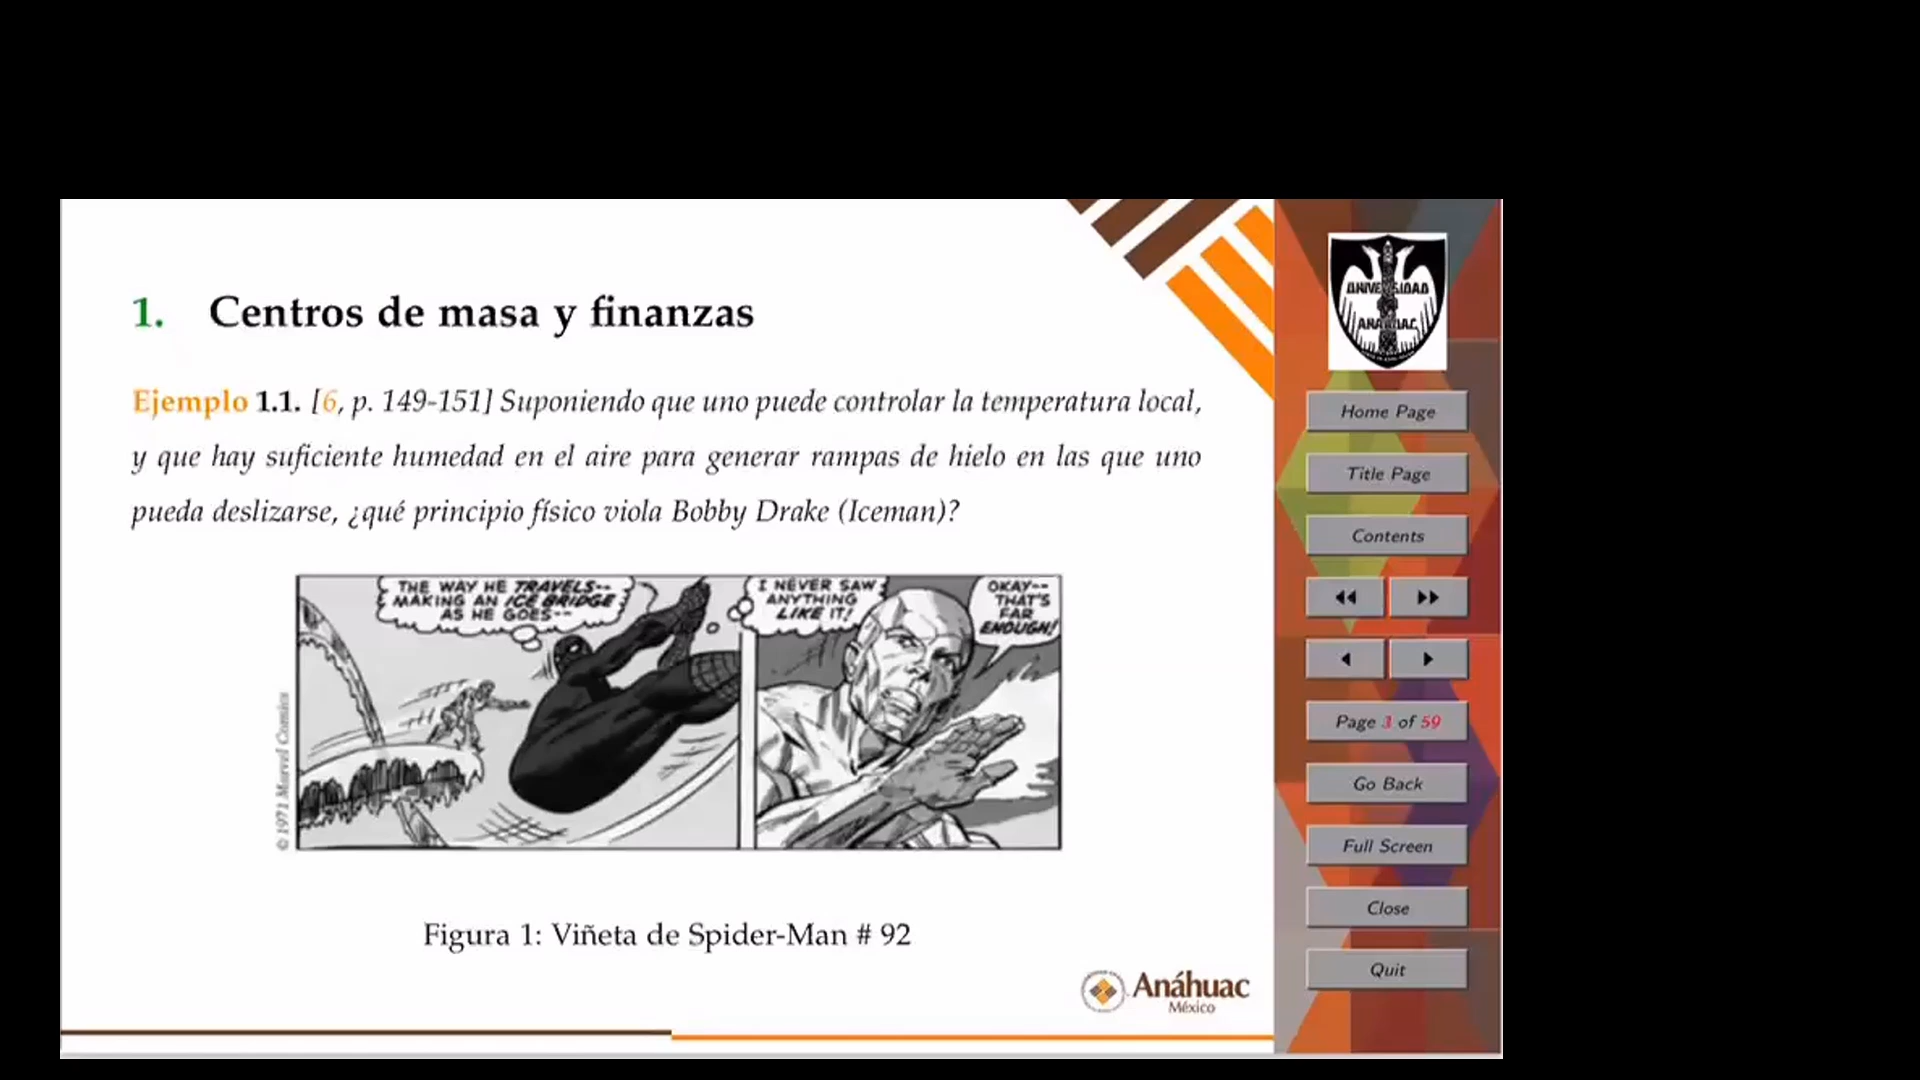 1. Centros de masa y finanzas
Ejemplo 1.1. [6, p. 149-151] Suponiendo que uno puede controlar la temperatura local,
y que hay suficiente humedad en el aire para generar rampas de hielo en las que uno
pueda deslizarse, ¿qué principio físico viola Bobby Drake (Iceman)?
THE WAY HE TRAVELS--
MAKING AN ICE BRIDGE
AS HE GOES--
I NEVER SAW
ANYTHING
LIKE IT!
OKAY--
THAT'S
FAR
ENOUGH!
© 1971 Marvel Comics
Figura 1: Viñeta de Spider-Man # 92
Anáhuac
México
UNIVERSIDAD
ANAHUAC
Home Page
Title Page
Contents
Page 3 of 59
Go Back
Full Screen
Close
Quit